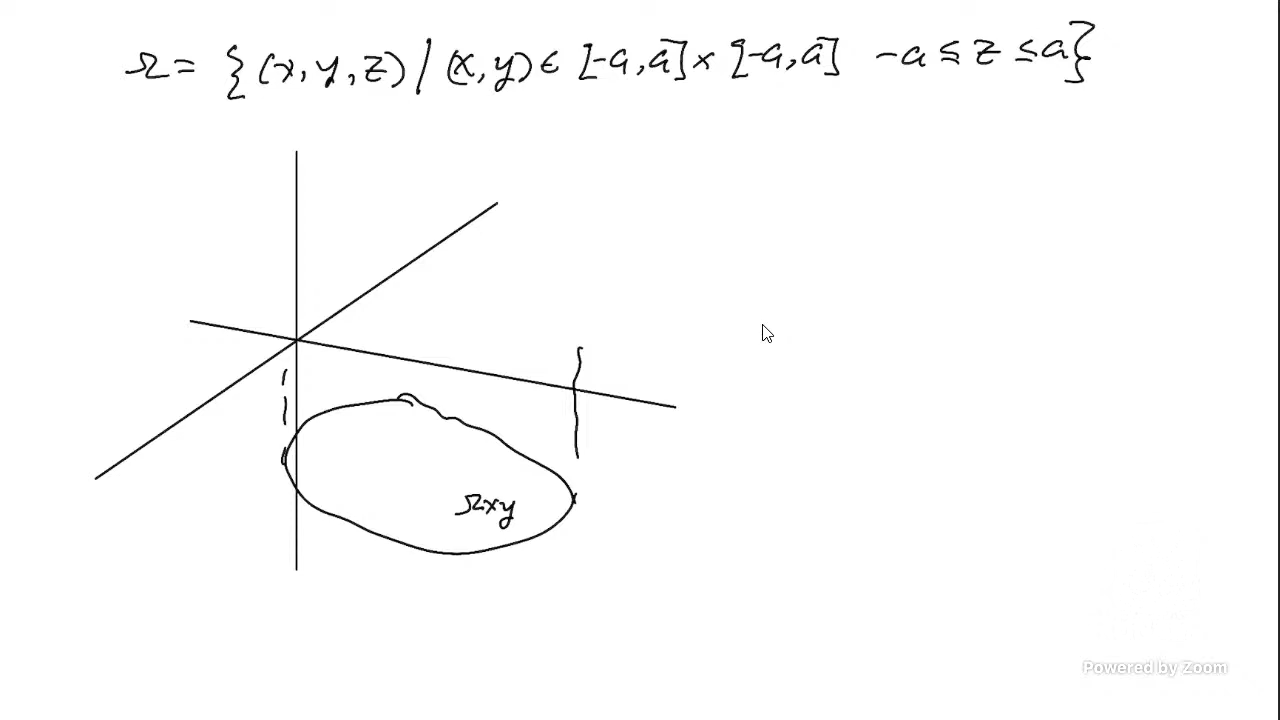 Ω = {(x, y, z) / (x, y) ∈ [-a, a] × [-a, a] -a ≤ z ≤ a}
Ωxy
Powered by Zoom